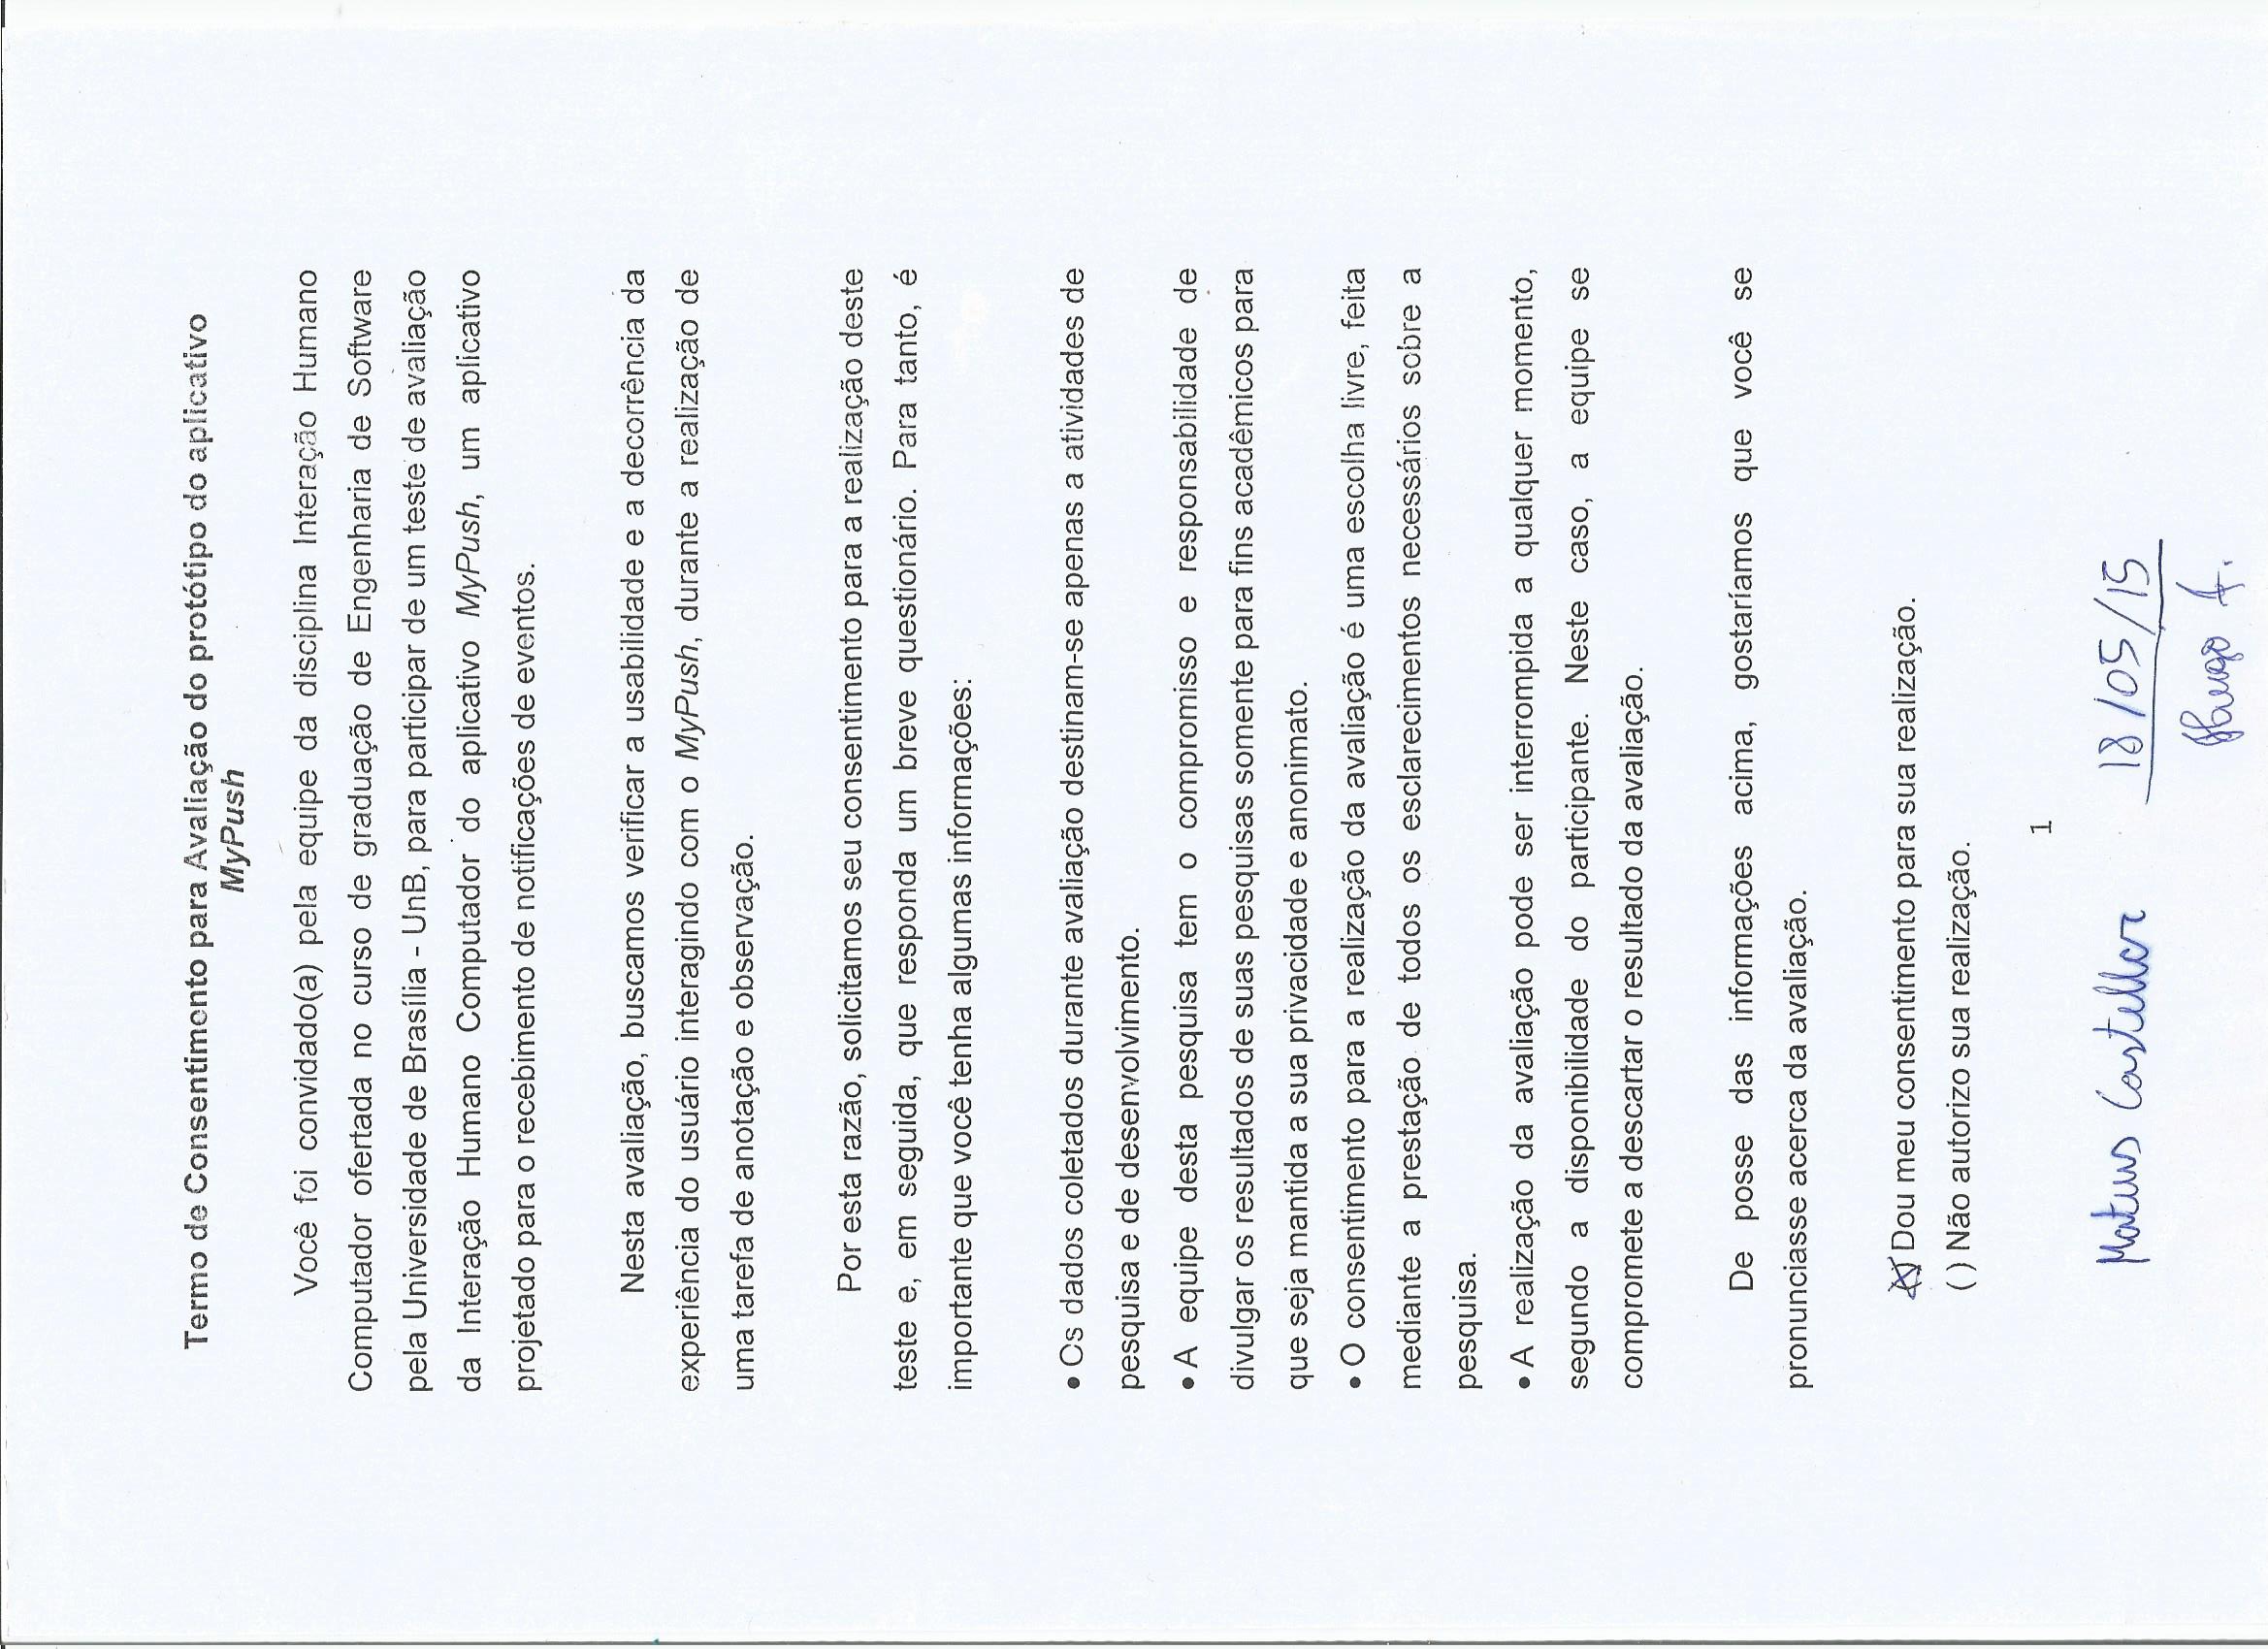 Termo de Consentimento para Avaliação do protótipo do aplicativo
MyPush
Você foi convidado(a) pela equipe da disciplina Interação Humano
Computador ofertada no curso de graduação de Engenharia de Software
pela Universidade de Brasília - UnB, para participar de um teste de avaliação
da Interação Humano Computador do aplicativo MyPush, um aplicativo
projetado para o recebimento de notificações de eventos.
Nesta avaliação, buscamos verificar a usabilidade e a decorrência da
experiência do usuário interagindo com o MyPush, durante a realização de
uma tarefa de anotação e observação.
Por esta razão, solicitamos seu consentimento para a realização deste
teste e, em seguida, que responda um breve questionário. Para tanto, é
importante que você tenha algumas informações:
• Os dados coletados durante avaliação destinam-se apenas a atividades de
pesquisa e de desenvolvimento.
• A equipe desta pesquisa tem o compromisso e responsabilidade de
divulgar os resultados de suas pesquisas somente para fins acadêmicos para
que seja mantida a sua privacidade e anonimato.
• O consentimento para a realização da avaliação é uma escolha livre, feita
mediante a prestação de todos os esclarecimentos necessários sobre a
pesquisa.
• A realização da avaliação pode ser interrompida a qualquer momento,
segundo a disponibilidade do participante. Neste caso, a equipe se
compromete a descartar o resultado da avaliação.
De posse das informações acima, gostaríamos que você se
pronunciasse acerca da avaliação.
(X) Dou meu consentimento para sua realização.
( ) Não autorizo sua realização.
1
Mateus Castellar 18/05/15
A.